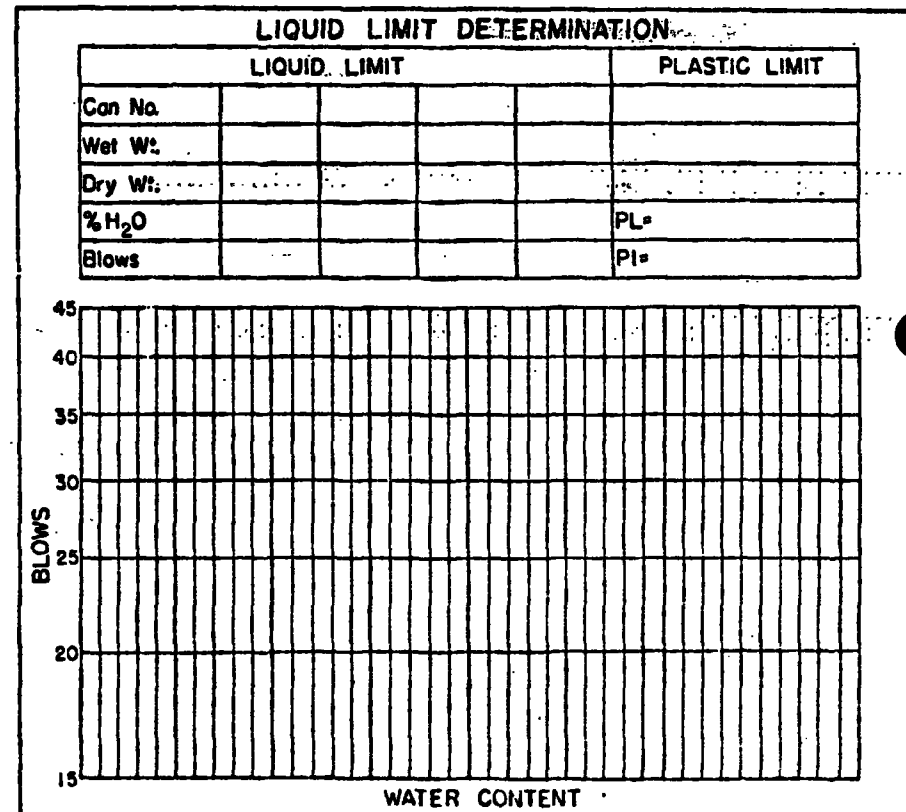 LIQUID LIMIT DETERMINATION
LIQUID LIMIT PLASTIC LIMIT
Can No.
Wet Wt.
Dry Wt.
% H₂O PL=
Blows PI=
45
40
35
30
25
20
15
BLOWS
WATER CONTENT